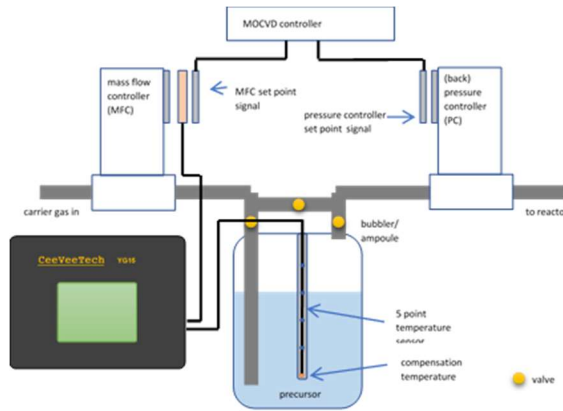 MOCVD controller
mass flow
controller
(MFC)
MFC set point
signal
(back)
pressure
controller
(PC)
pressure controller
set point signal
carrier gas in
to reactor
bubbler/
ampoule
CeeVeeTech YG15
5 point
temperature
sensor
compensation
temperature
precursor
valve